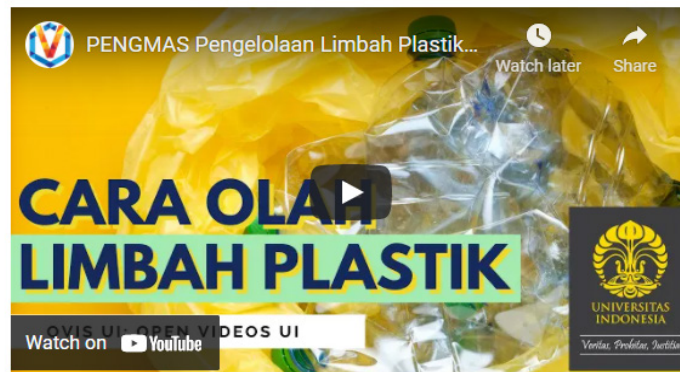 PENGMAS Pengelolaan Limbah Plastik...
Watch later
Share
CARA OLAH
LIMBAH PLASTIK
UNIVERSITAS
INDONESIA
Veritas, Probitas, Justitia
OVIS UI: OPEN VIDEOS UI
Watch on YouTube